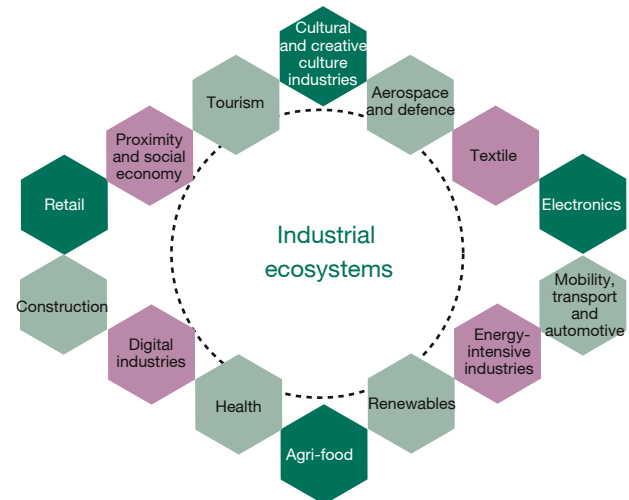 Cultural
and creative
culture
industries
Tourism
Aerospace
and defence
Proximity
and social
economy
Textile
Retail
Electronics
Industrial
ecosystems
Construction
Mobility,
transport
and
automotive
Digital
industries
Energy-
intensive
industries
Health
Renewables
Agri-food